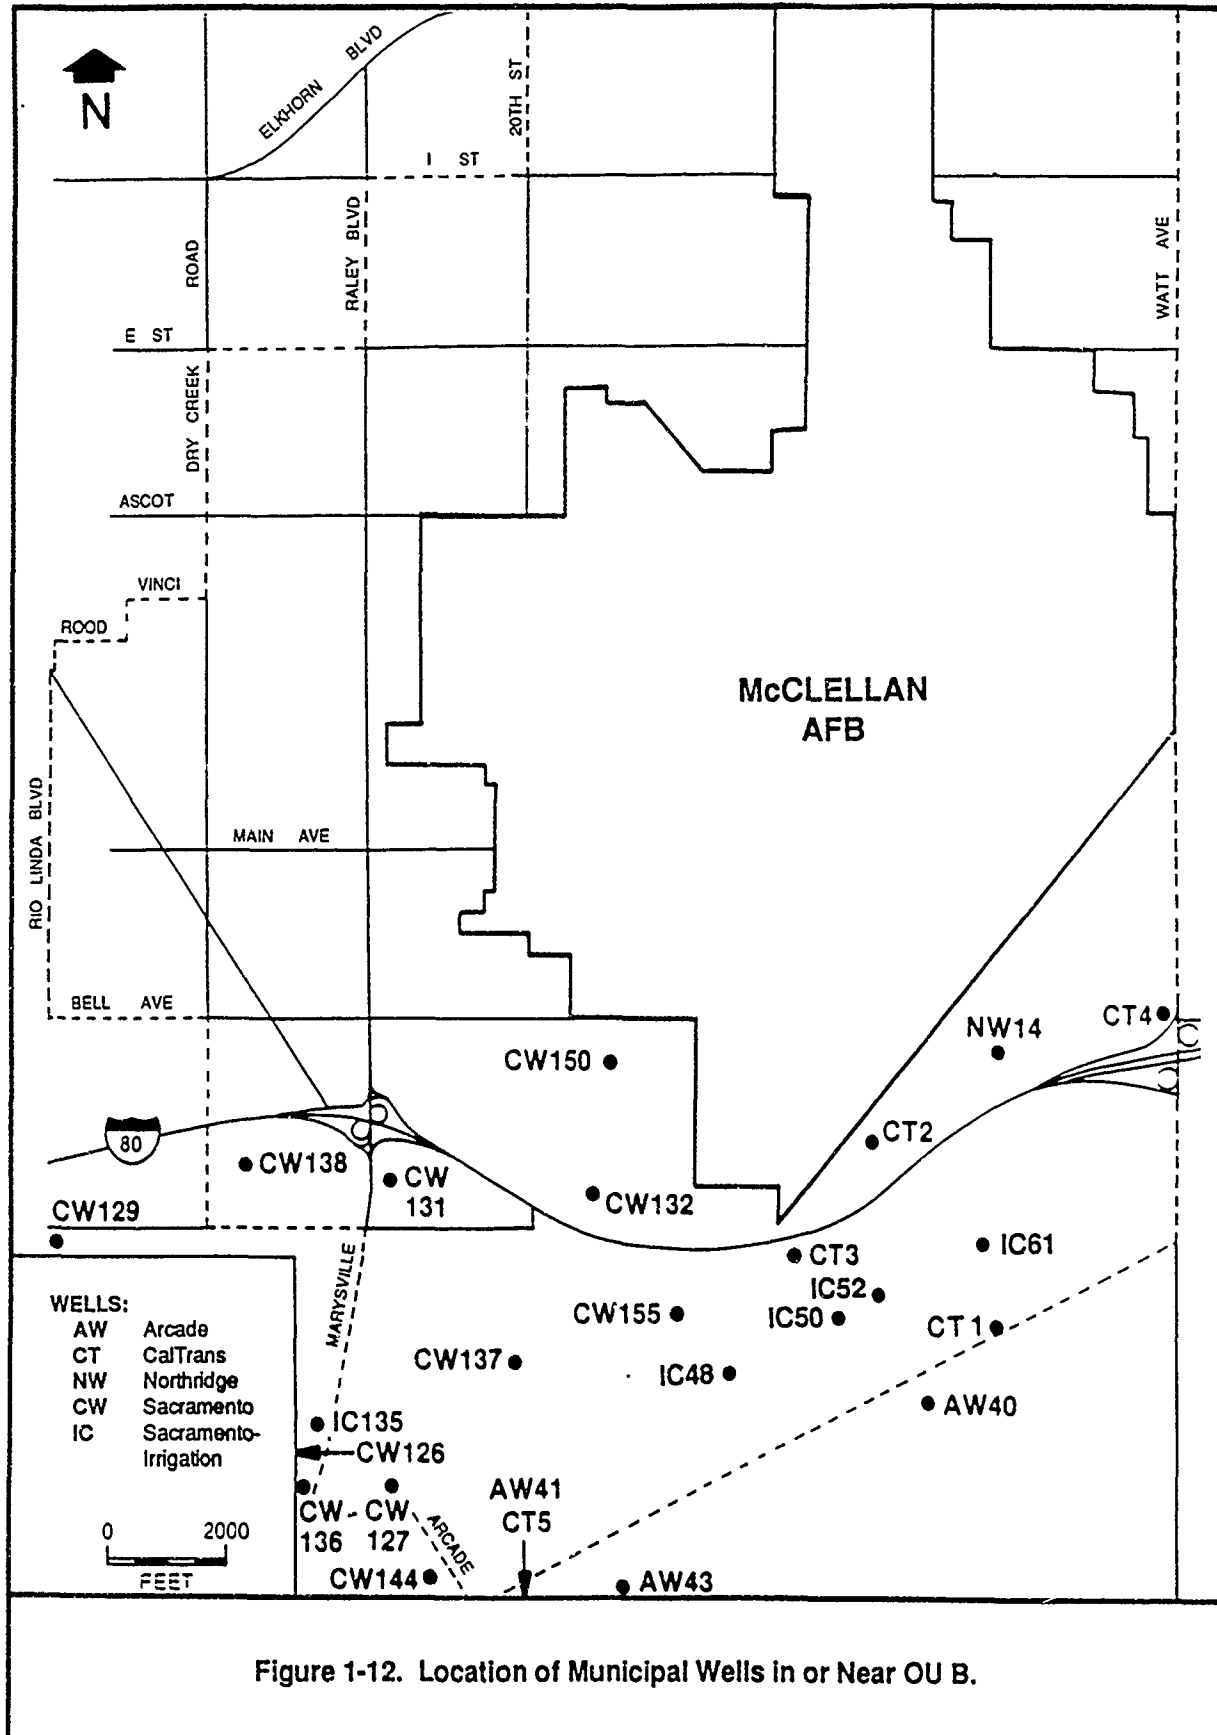 N
ELKHORN BLVD
20TH ST
I ST
ROAD
RALEY BLVD
WATT AVE
E ST
DRY CREEK
ASCOT
VINCI
ROOD
McCLELLAN
AFB
RIO LINDA BLVD
MAIN AVE
BELL AVE
CT4
NW14
CW150
80
CT2
CW138
CW
131
CW132
CW129
IC61
CT3
MARYSVILLE
IC52
IC50
CW155
CT1
CW137
IC48
AW40
WELLS:
AW Arcade
CT CalTrans
NW Northridge
CW Sacramento
IC Sacramento-
Irrigation
IC135
CW126
CW
136
CW
127
AW41
CT5
ARCADE
0 2000
FEET
CW144
AW43
Figure 1-12. Location of Municipal Wells in or Near OU B.